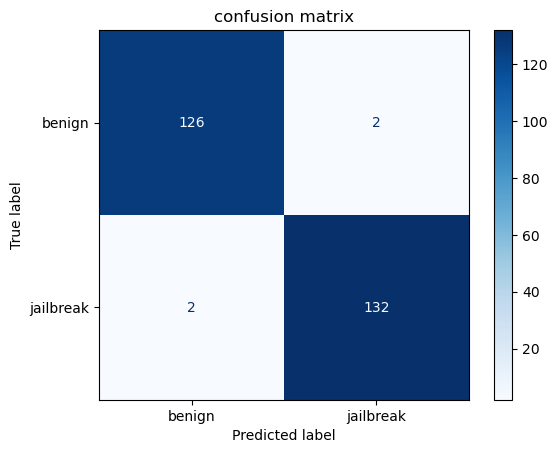 confusion matrix
True label
benign
126
2
jailbreak
2
132
benign
jailbreak
Predicted label
120
100
80
60
40
20